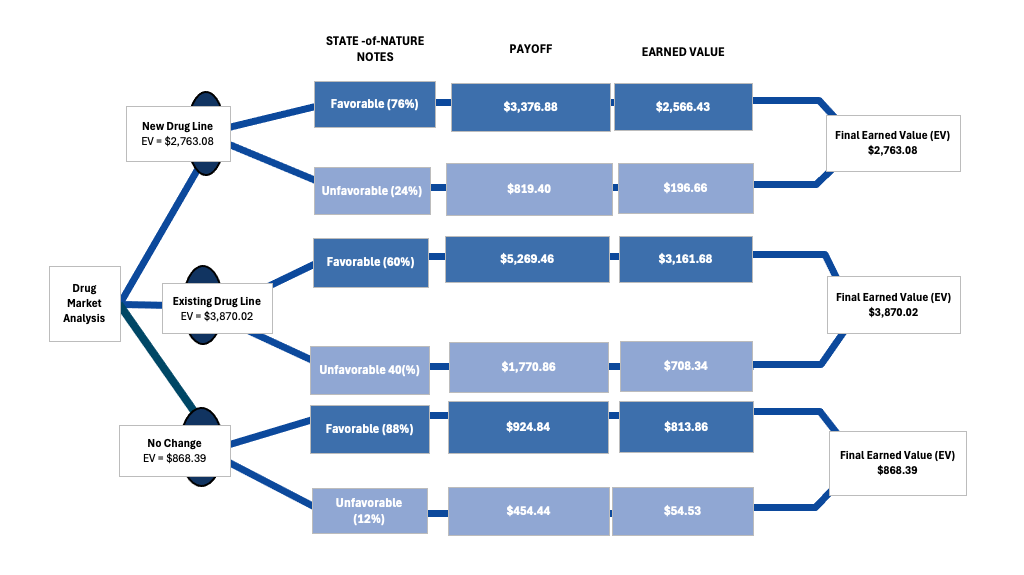 STATE -of-NATURE
NOTES
PAYOFF
EARNED VALUE
Favorable (76%)
$3,376.88
$2,566.43
New Drug Line
EV = $2,763.08
Final Earned Value (EV)
$2,763.08
Unfavorable (24%)
$819.40
$196.66
Favorable (60%)
$5,269.46
$3,161.68
Drug
Market
Analysis
Existing Drug Line
EV = $3,870.02
Final Earned Value (EV)
$3,870.02
Unfavorable 40(%)
$1,770.86
$708.34
Favorable (88%)
$924.84
$813.86
No Change
EV = $868.39
Final Earned Value (EV)
$868.39
Unfavorable
(12%)
$454.44
$54.53